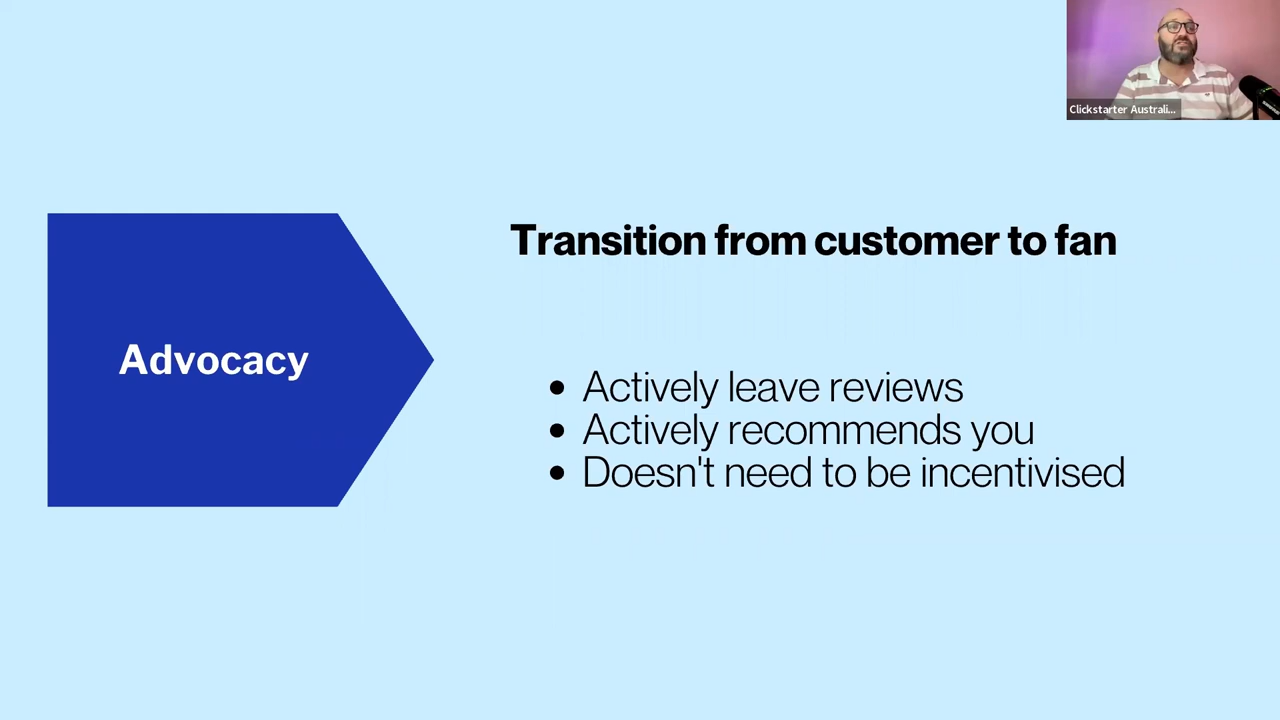 Clickstarter Australi...
Transition from customer to fan
Advocacy
Actively leave reviews
Actively recommends you
Doesn't need to be incentivised